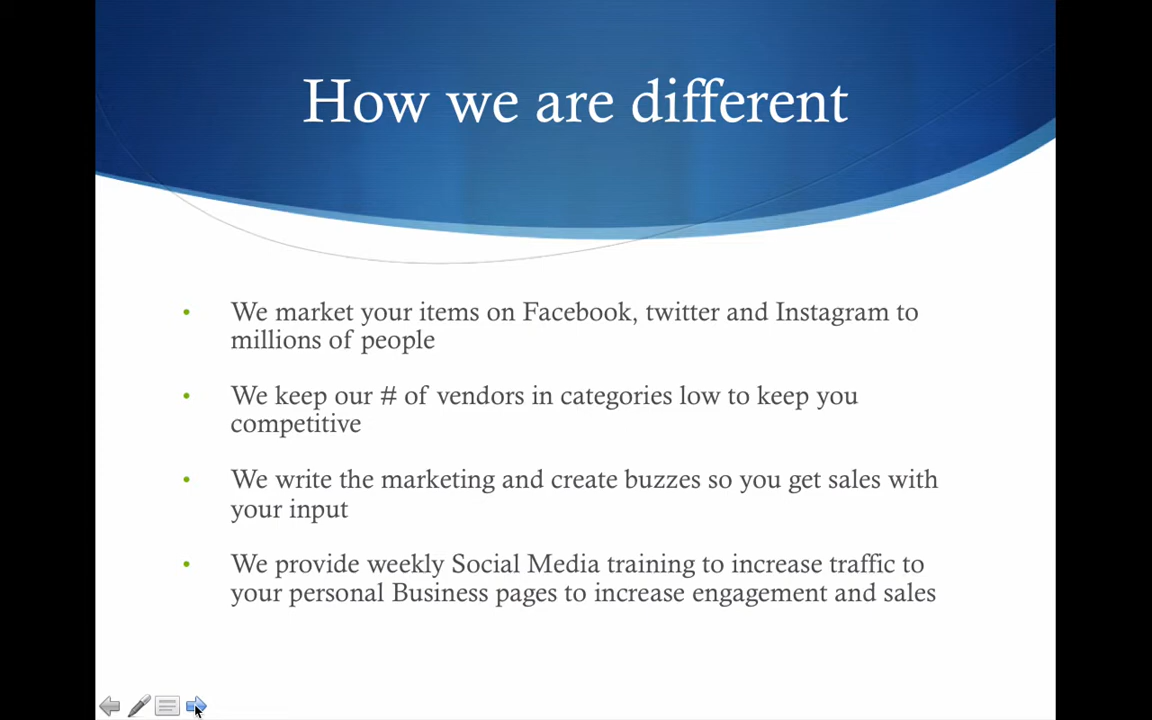 How we are different
• We market your items on Facebook, twitter and Instagram to
millions of people
• We keep our # of vendors in categories low to keep you
competitive
• We write the marketing and create buzzes so you get sales with
your input
• We provide weekly Social Media training to increase traffic to
your personal Business pages to increase engagement and sales